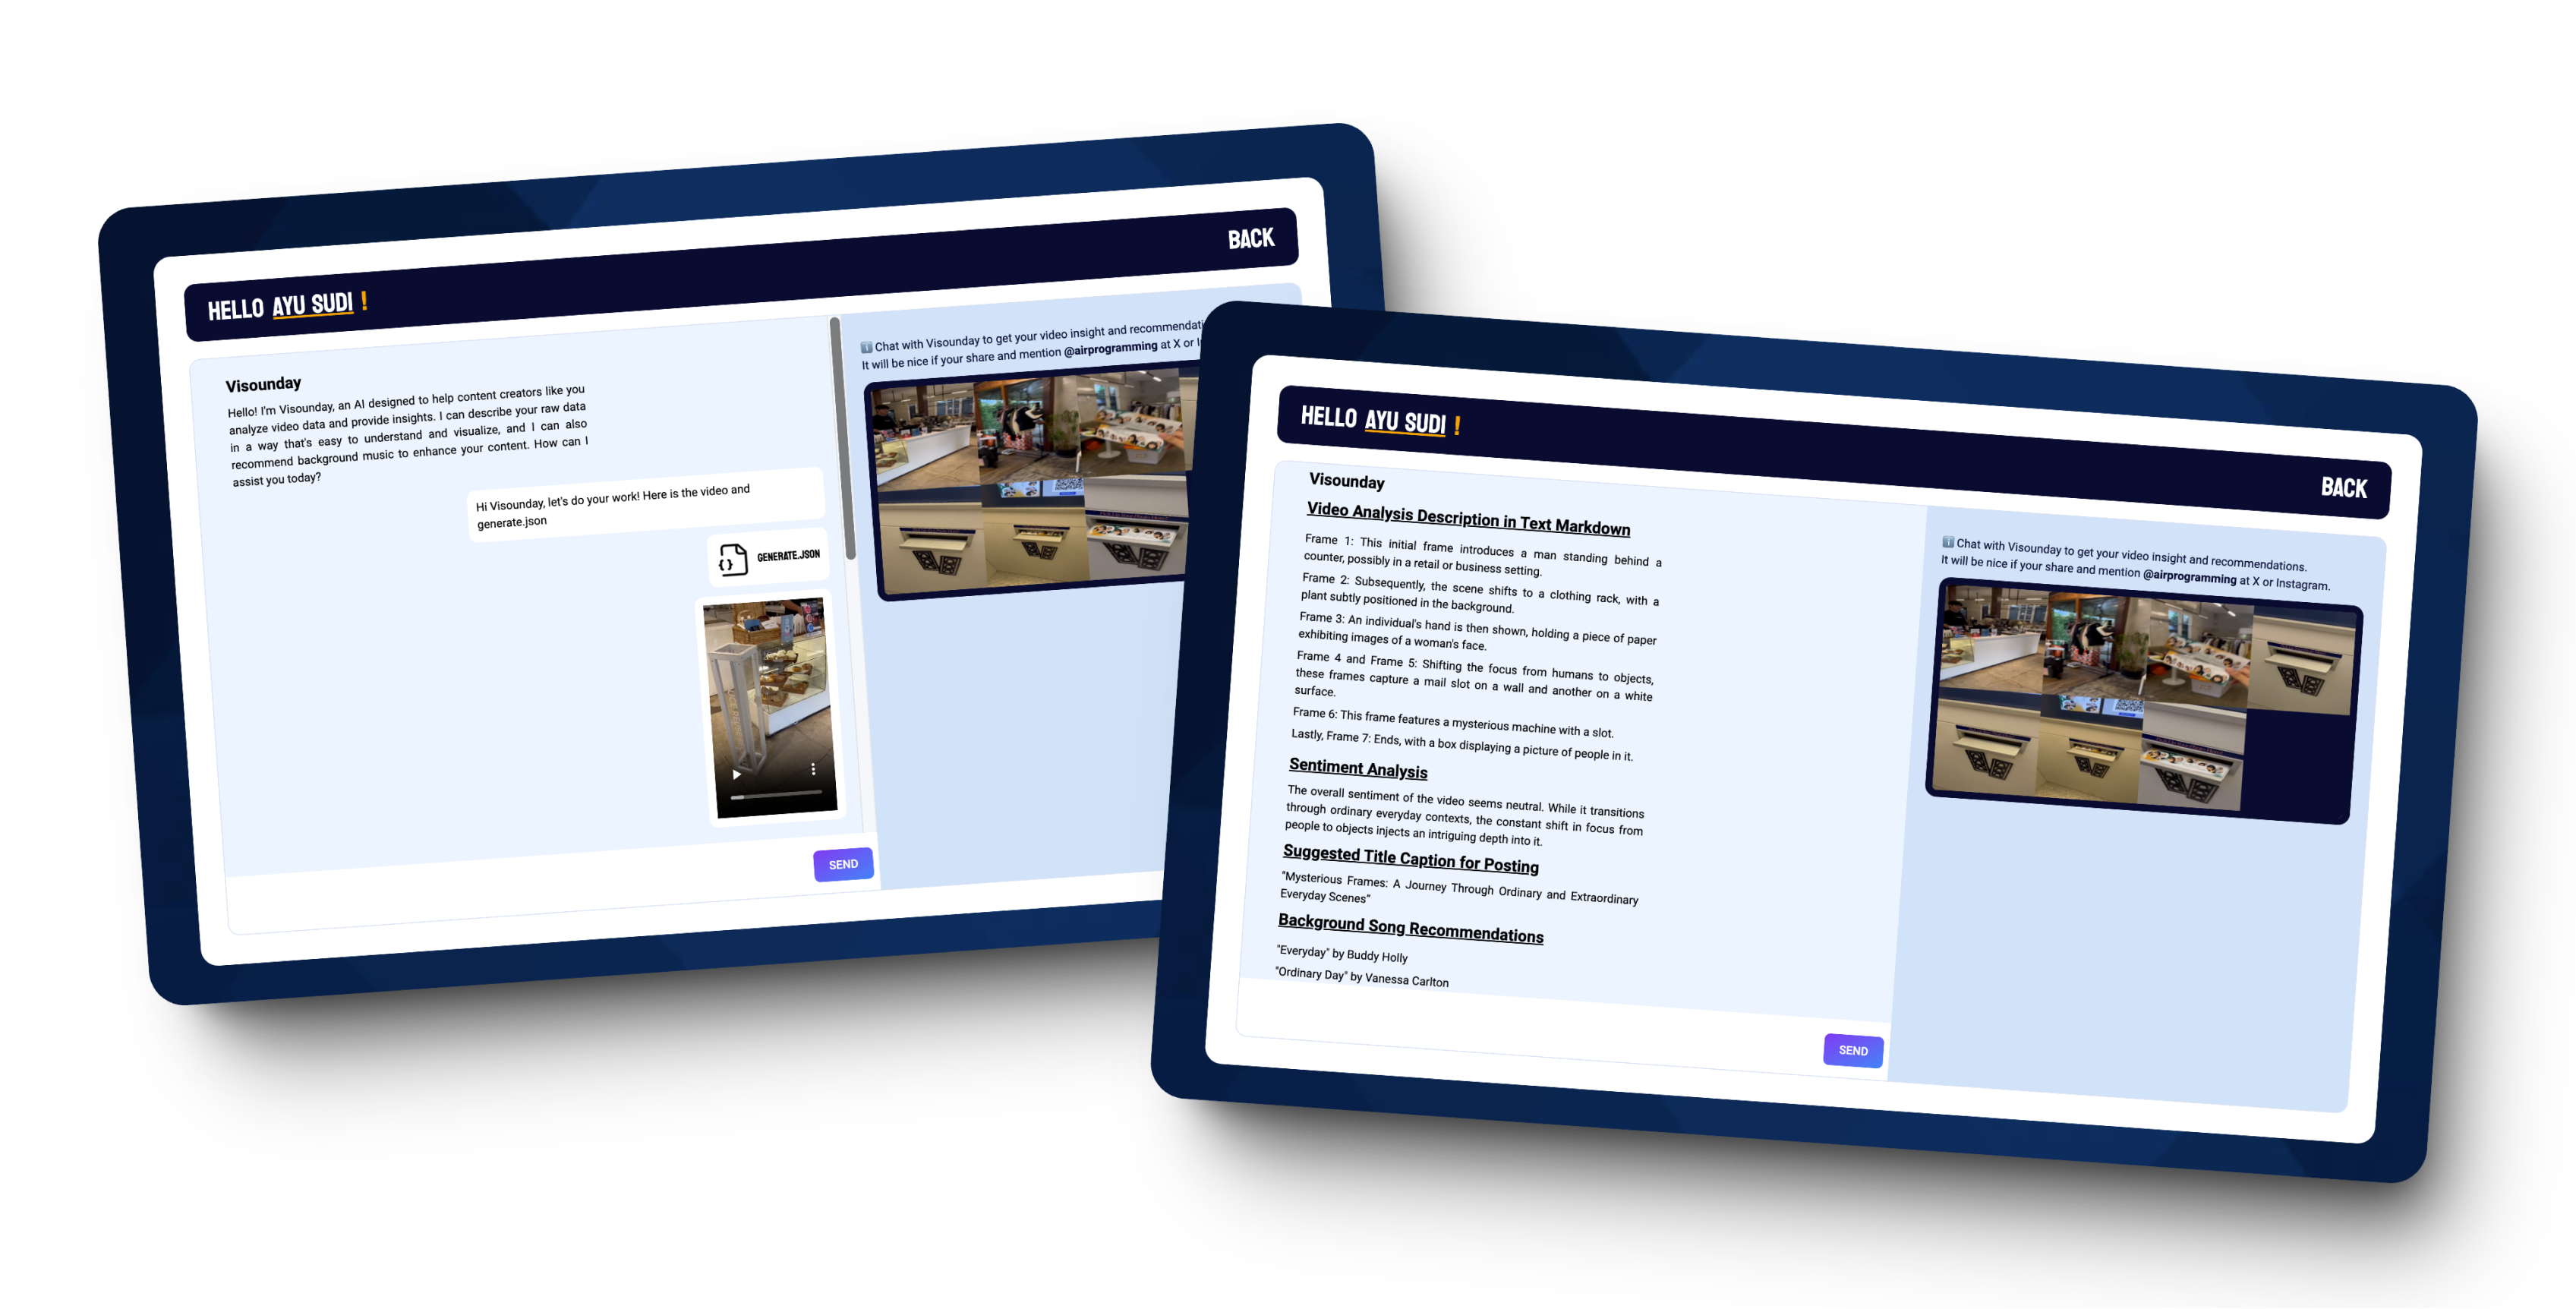 HELLO AYU SUDI !
BACK
Visounday
Hello! I'm Visounday, an AI designed to help content creators like you
analyze video data and provide insights. I can describe your raw data
in a way that's easy to understand and visualize, and I can also
recommend background music to enhance your content. How can I
assist you today?
Hi Visounday, let's do your work! Here is the video and
generate.json
GENERATE.JSON
SEND
Chat with Visounday to get your video insight and recommendati
It will be nice if your share and mention @airprogramming at X or I
HELLO AYU SUDI !
BACK
Visounday
Video Analysis Description in Text Markdown
Frame 1: This initial frame introduces a man standing behind a
counter, possibly in a retail or business setting.
Frame 2: Subsequently, the scene shifts to a clothing rack, with a
plant subtly positioned in the background.
Frame 3: An individual's hand is then shown, holding a piece of paper
exhibiting images of a woman's face.
Frame 4 and Frame 5: Shifting the focus from humans to objects,
these frames capture a mail slot on a wall and another on a white
surface.
Frame 6: This frame features a mysterious machine with a slot.
Lastly, Frame 7: Ends, with a box displaying a picture of people in it.
Sentiment Analysis
The overall sentiment of the video seems neutral. While it transitions
through ordinary everyday contexts, the constant shift in focus from
people to objects injects an intriguing depth into it.
Suggested Title Caption for Posting
"Mysterious Frames: A Journey Through Ordinary and Extraordinary
Everyday Scenes"
Background Song Recommendations
"Everyday" by Buddy Holly
"Ordinary Day" by Vanessa Carlton
SEND
Chat with Visounday to get your video insight and recommendations.
It will be nice if your share and mention @airprogramming at X or Instagram.